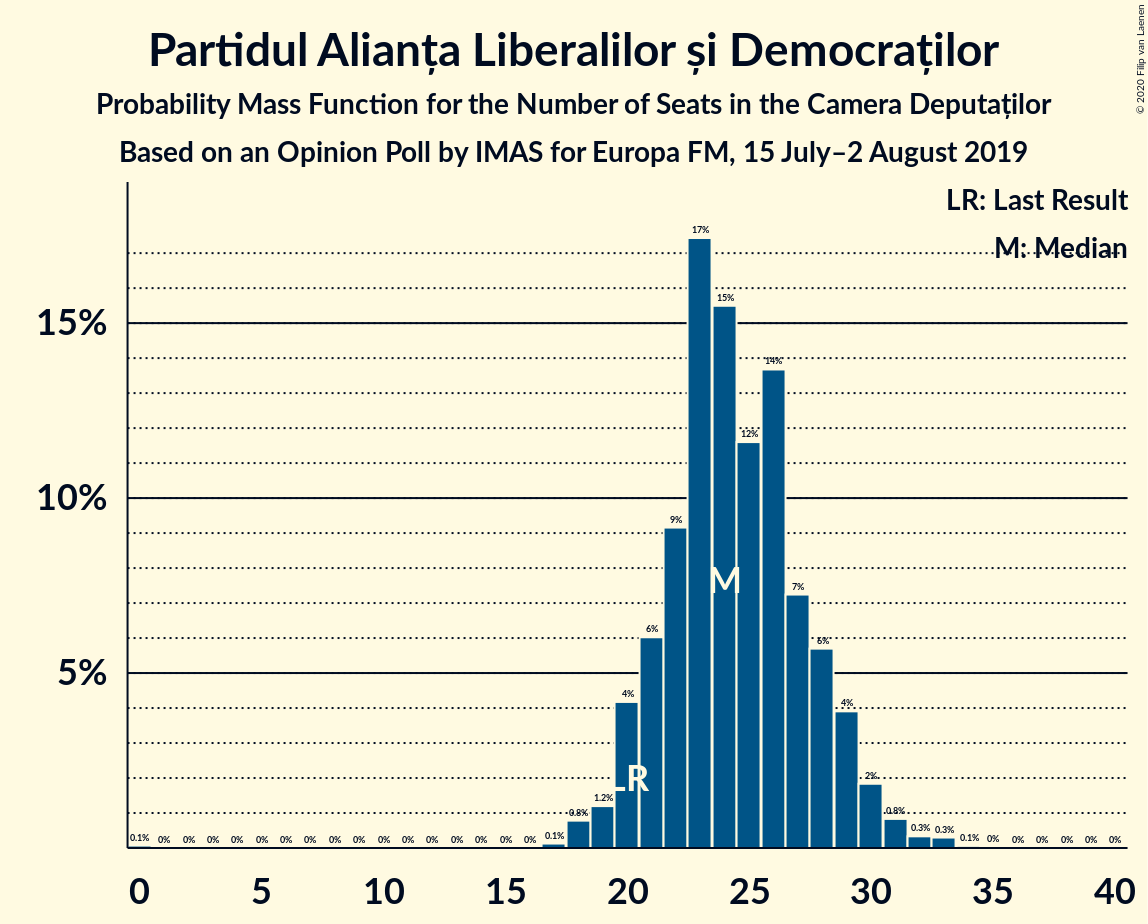 Partidul Alianța Liberalilor și Democraților
Probability Mass Function for the Number of Seats in the Camera Deputaților
Based on an Opinion Poll by IMAS for Europa FM, 15 July–2 August 2019
© 2020 Filip van Laenen
LR: Last Result
M: Median
17%
15%
15%
14%
12%
10%
9%
M
7%
6%
6%
5%
4%
4%
LR
2%
1.2%
0.8%
0.8%
0.1% 0% 0% 0% 0% 0% 0% 0% 0% 0% 0% 0% 0% 0% 0% 0% 0% 0.1% 0.3% 0.3% 0.1% 0% 0% 0% 0% 0% 0%
0 5 10 15 20 25 30 35 40